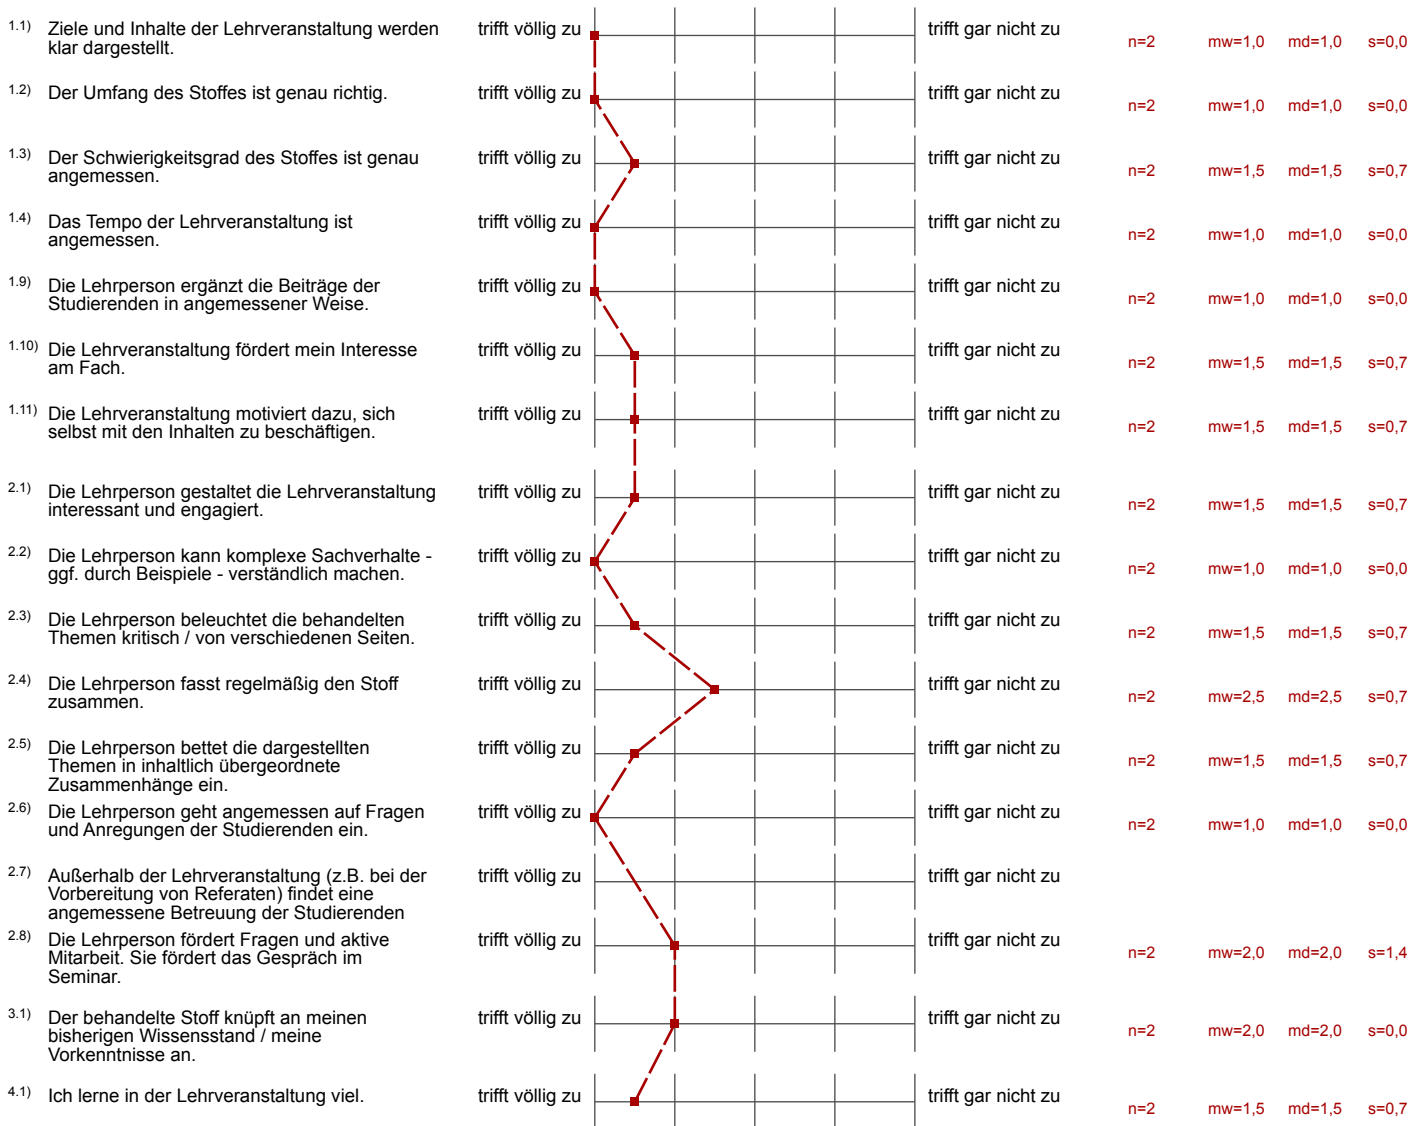 1.1) Ziele und Inhalte der Lehrveranstaltung werden klar dargestellt. trifft völlig zu trifft gar nicht zu n=2 mw=1,0 md=1,0 s=0,0
1.2) Der Umfang des Stoffes ist genau richtig. trifft völlig zu trifft gar nicht zu n=2 mw=1,0 md=1,0 s=0,0
1.3) Der Schwierigkeitsgrad des Stoffes ist genau angemessen. trifft völlig zu trifft gar nicht zu n=2 mw=1,5 md=1,5 s=0,7
1.4) Das Tempo der Lehrveranstaltung ist angemessen. trifft völlig zu trifft gar nicht zu n=2 mw=1,0 md=1,0 s=0,0
1.9) Die Lehrperson ergänzt die Beiträge der Studierenden in angemessener Weise. trifft völlig zu trifft gar nicht zu n=2 mw=1,0 md=1,0 s=0,0
1.10) Die Lehrveranstaltung fördert mein Interesse am Fach. trifft völlig zu trifft gar nicht zu n=2 mw=1,5 md=1,5 s=0,7
1.11) Die Lehrveranstaltung motiviert dazu, sich selbst mit den Inhalten zu beschäftigen. trifft völlig zu trifft gar nicht zu n=2 mw=1,5 md=1,5 s=0,7
2.1) Die Lehrperson gestaltet die Lehrveranstaltung interessant und engagiert. trifft völlig zu trifft gar nicht zu n=2 mw=1,5 md=1,5 s=0,7
2.2) Die Lehrperson kann komplexe Sachverhalte - ggf. durch Beispiele - verständlich machen. trifft völlig zu trifft gar nicht zu n=2 mw=1,0 md=1,0 s=0,0
2.3) Die Lehrperson beleuchtet die behandelten Themen kritisch / von verschiedenen Seiten. trifft völlig zu trifft gar nicht zu n=2 mw=1,5 md=1,5 s=0,7
2.4) Die Lehrperson fasst regelmäßig den Stoff zusammen. trifft völlig zu trifft gar nicht zu n=2 mw=2,5 md=2,5 s=0,7
2.5) Die Lehrperson bettet die dargestellten Themen in inhaltlich übergeordnete Zusammenhänge ein. trifft völlig zu trifft gar nicht zu n=2 mw=1,5 md=1,5 s=0,7
2.6) Die Lehrperson geht angemessen auf Fragen und Anregungen der Studierenden ein. trifft völlig zu trifft gar nicht zu n=2 mw=1,0 md=1,0 s=0,0
2.7) Außerhalb der Lehrveranstaltung (z.B. bei der Vorbereitung von Referaten) findet eine angemessene Betreuung der Studierenden trifft völlig zu trifft gar nicht zu
2.8) Die Lehrperson fördert Fragen und aktive Mitarbeit. Sie fördert das Gespräch im Seminar. trifft völlig zu trifft gar nicht zu n=2 mw=2,0 md=2,0 s=1,4
3.1) Der behandelte Stoff knüpft an meinen bisherigen Wissensstand / meine Vorkenntnisse an. trifft völlig zu trifft gar nicht zu n=2 mw=2,0 md=2,0 s=0,0
4.1) Ich lerne in der Lehrveranstaltung viel. trifft völlig zu trifft gar nicht zu n=2 mw=1,5 md=1,5 s=0,7